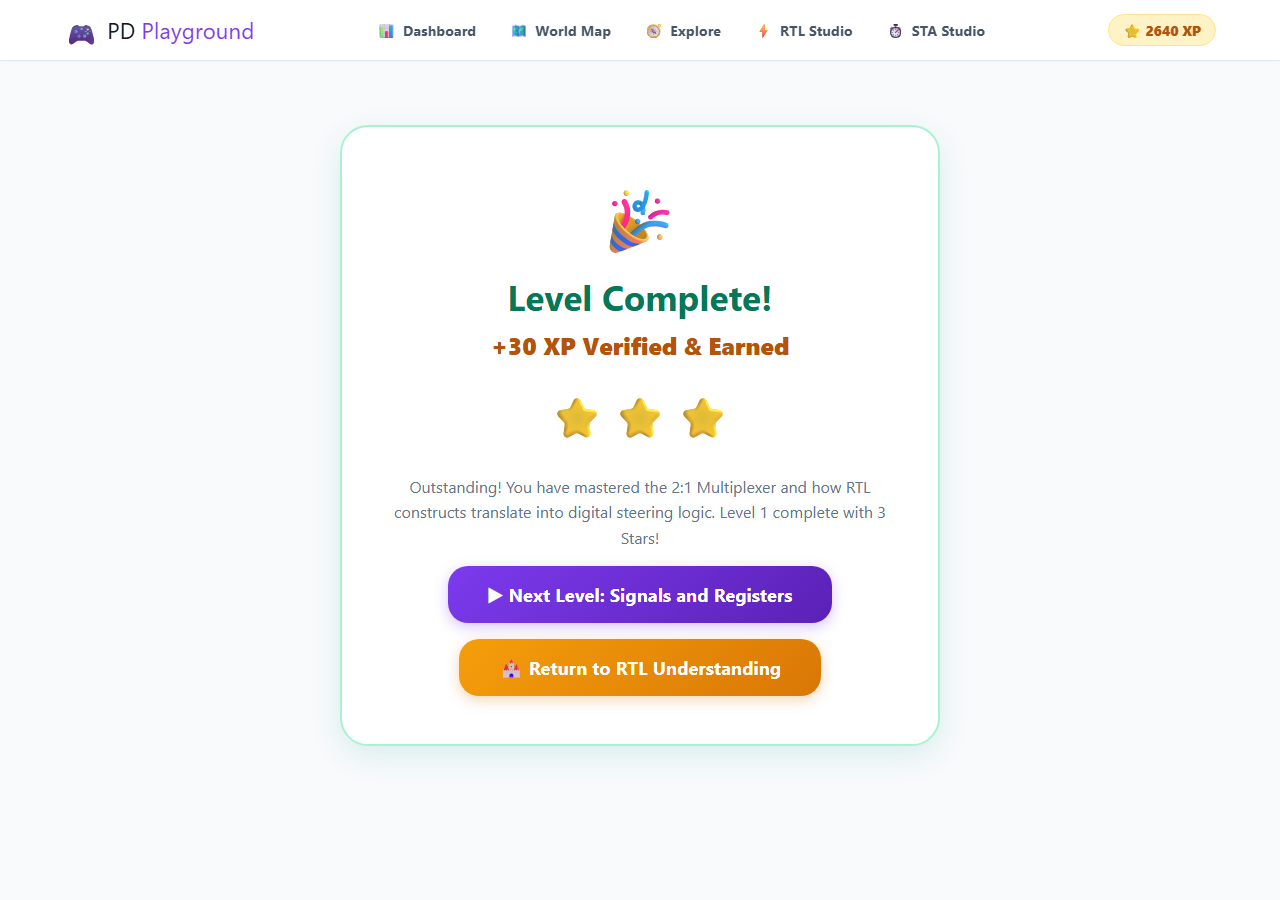 PD Playground
Dashboard
World Map
Explore
RTL Studio
STA Studio
2640 XP
Level Complete!
+30 XP Verified & Earned
Outstanding! You have mastered the 2:1 Multiplexer and how RTL
constructs translate into digital steering logic. Level 1 complete with 3
Stars!
▶ Next Level: Signals and Registers
Return to RTL Understanding